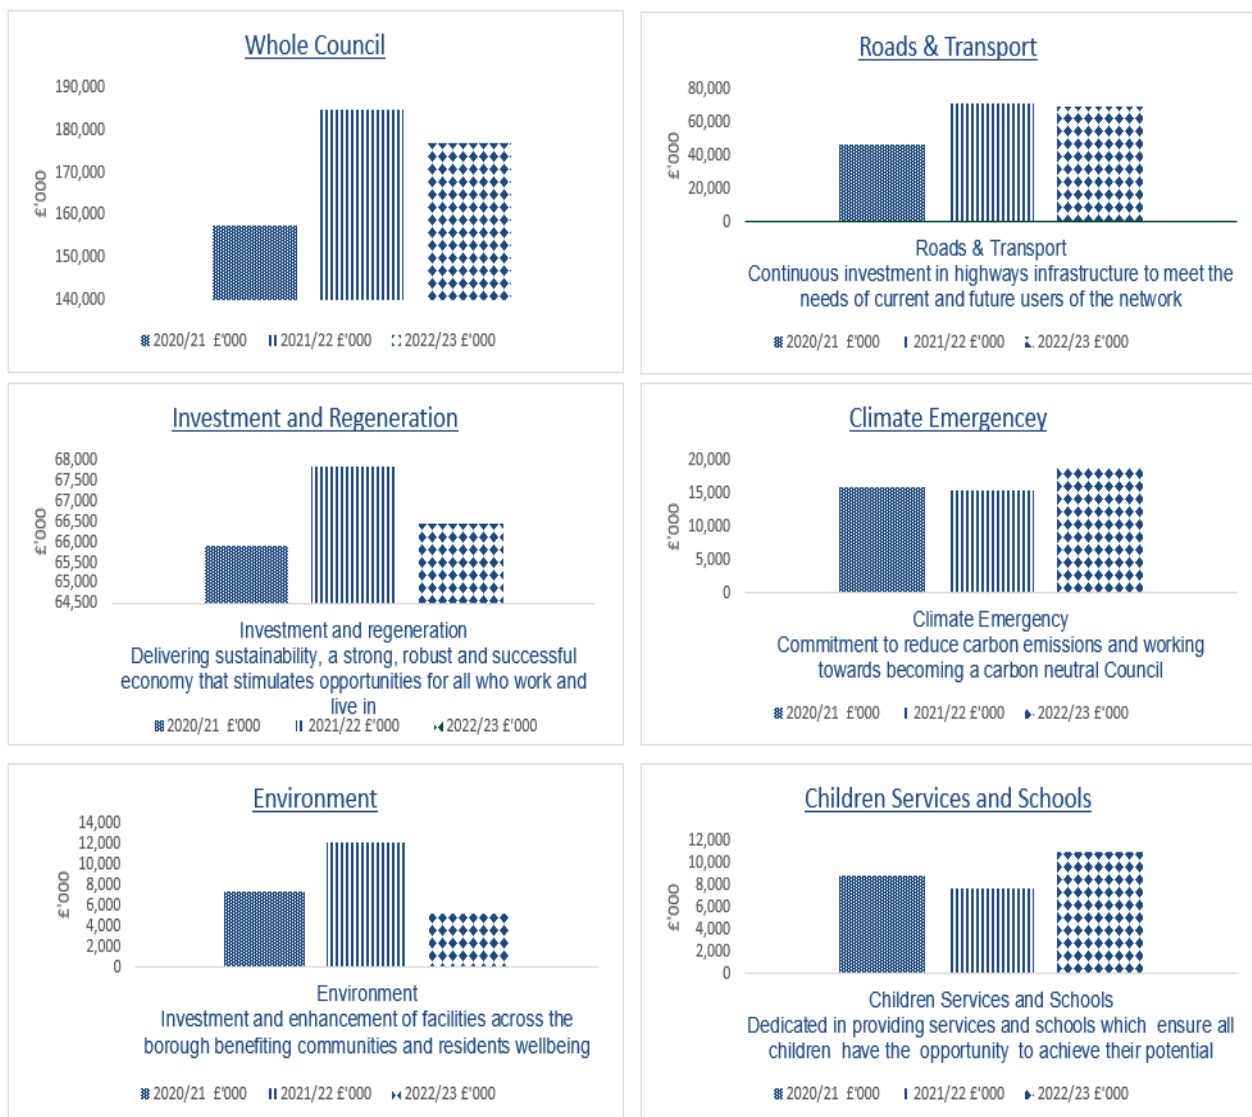 Whole Council
190,000
180,000
170,000
160,000
150,000
140,000
£'000
2020/21 £'000 2021/22 £'000 2022/23 £'000
Roads & Transport
80,000
60,000
40,000
20,000
0
£'000
Roads & Transport
Continuous investment in highways infrastructure to meet the
needs of current and future users of the network
2020/21 £'000 2021/22 £'000 2022/23 £'000
Investment and Regeneration
68,000
67,500
67,000
66,500
66,000
65,500
65,000
64,500
£'000
Investment and regeneration
Delivering sustainability, a strong, robust and successful
economy that stimulates opportunities for all who work and
live in
2020/21 £'000 2021/22 £'000 2022/23 £'000
Climate Emergencey
20,000
15,000
10,000
5,000
0
£'000
Climate Emergency
Commitment to reduce carbon emissions and working
towards becoming a carbon neutral Council
2020/21 £'000 2021/22 £'000 2022/23 £'000
Environment
14,000
12,000
10,000
8,000
6,000
4,000
2,000
0
£'000
Environment
Investment and enhancement of facilities across the
borough benefiting communities and residents wellbeing
2020/21 £'000 2021/22 £'000 2022/23 £'000
Children Services and Schools
12,000
10,000
8,000
6,000
4,000
2,000
0
£'000
Children Services and Schools
Dedicated in providing services and schools which ensure all
children have the opportunity to achieve their potential
2020/21 £'000 2021/22 £'000 2022/23 £'000